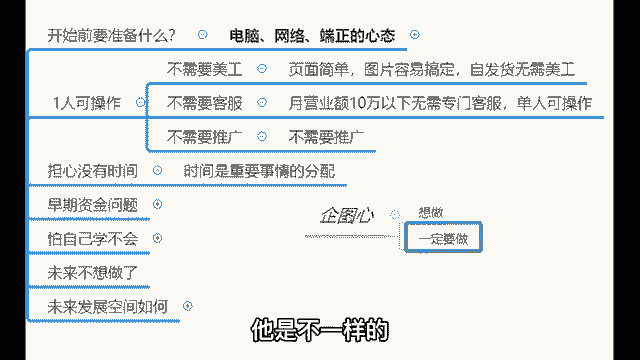 开始前要准备什么？ 电脑、网络、端正的心态
不需要美工 页面简单，图片容易搞定，自发货无需美工
1人可操作 不需要客服 月营业额10万以下无需专门客服，单人可操作
不需要推广 不需要推广
担心没有时间 时间是重要事情的分配
早期资金问题
企图心 想做
怕自己学不会 一定要做
未来不想做了
未来发展空间如何
他是不一样的